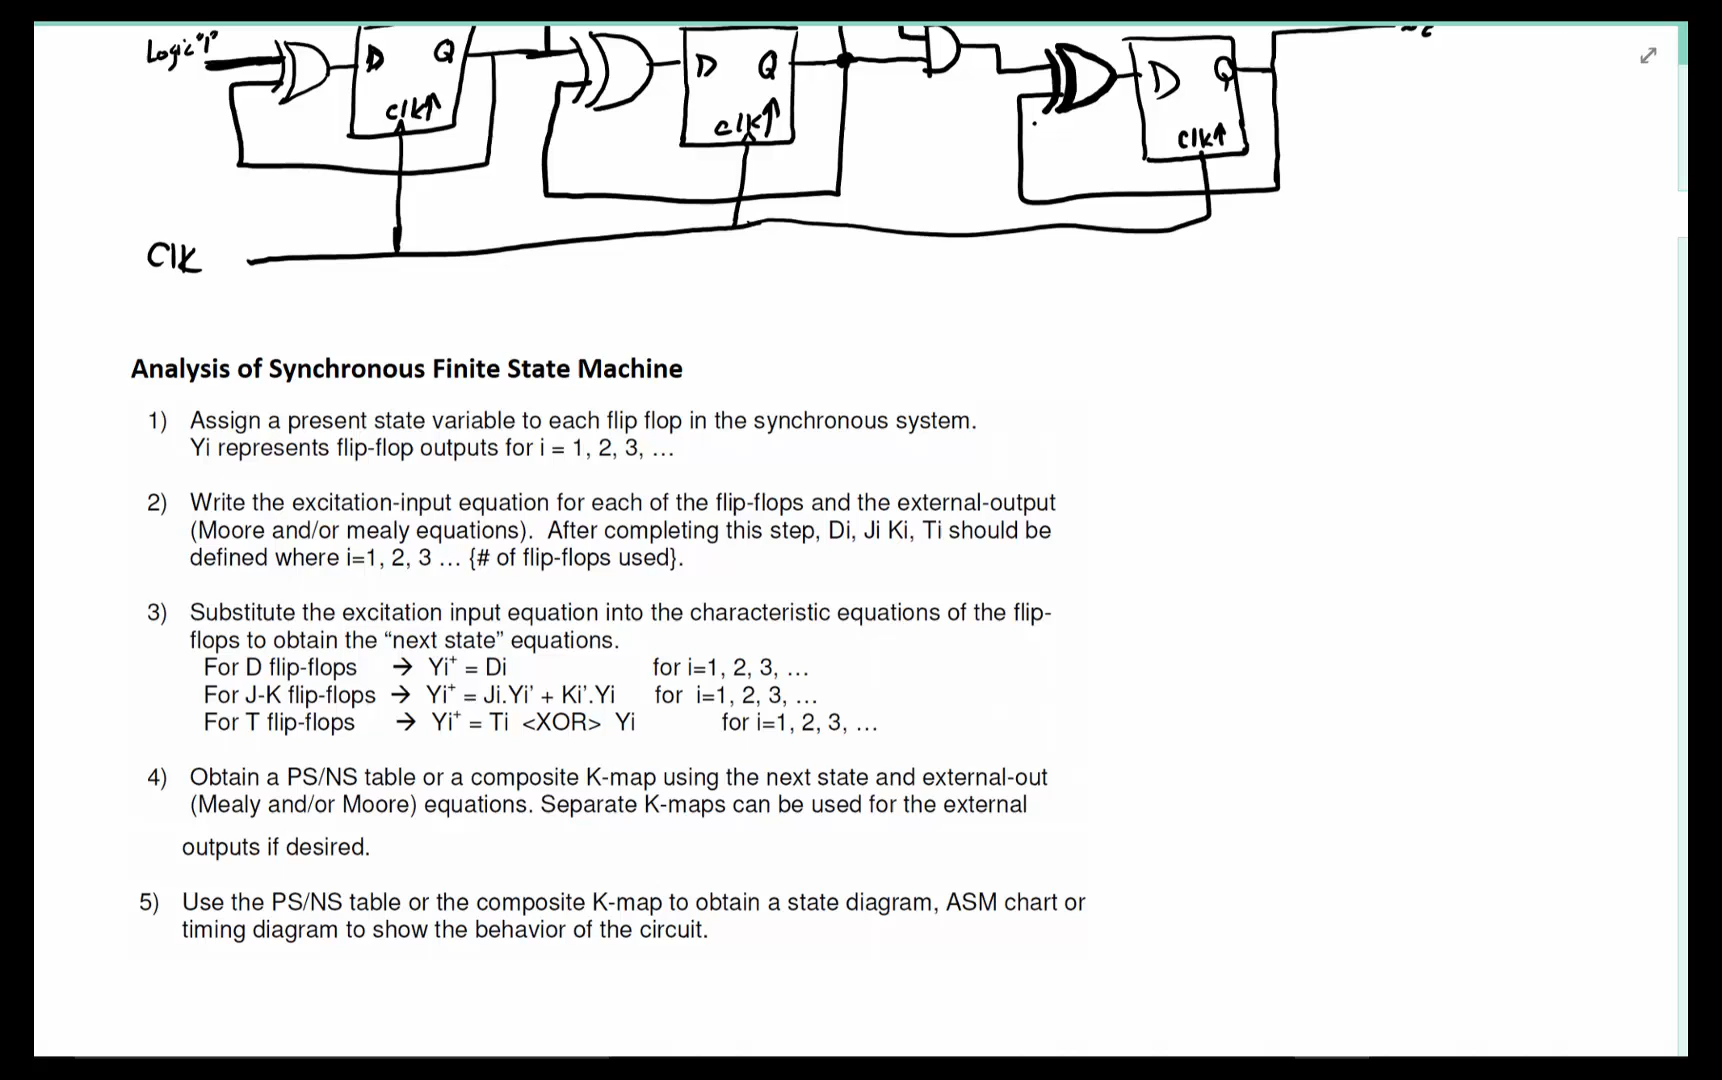 Logic "1"
D Q
D Q
D Q
clk↑
clk↑
clk↑
Clk
Analysis of Synchronous Finite State Machine
1) Assign a present state variable to each flip flop in the synchronous system.
Yi represents flip-flop outputs for i = 1, 2, 3, …
2) Write the excitation-input equation for each of the flip-flops and the external-output
(Moore and/or mealy equations). After completing this step, Di, Ji Ki, Ti should be
defined where i=1, 2, 3 … {# of flip-flops used}.
3) Substitute the excitation input equation into the characteristic equations of the flip-
flops to obtain the “next state” equations.
For D flip-flops → Yi⁺ = Di for i=1, 2, 3, …
For J-K flip-flops → Yi⁺ = Ji.Yi’ + Ki’.Yi for i=1, 2, 3, …
For T flip-flops → Yi⁺ = Ti <XOR> Yi for i=1, 2, 3, …
4) Obtain a PS/NS table or a composite K-map using the next state and external-out
(Mealy and/or Moore) equations. Separate K-maps can be used for the external
outputs if desired.
5) Use the PS/NS table or the composite K-map to obtain a state diagram, ASM chart or
timing diagram to show the behavior of the circuit.